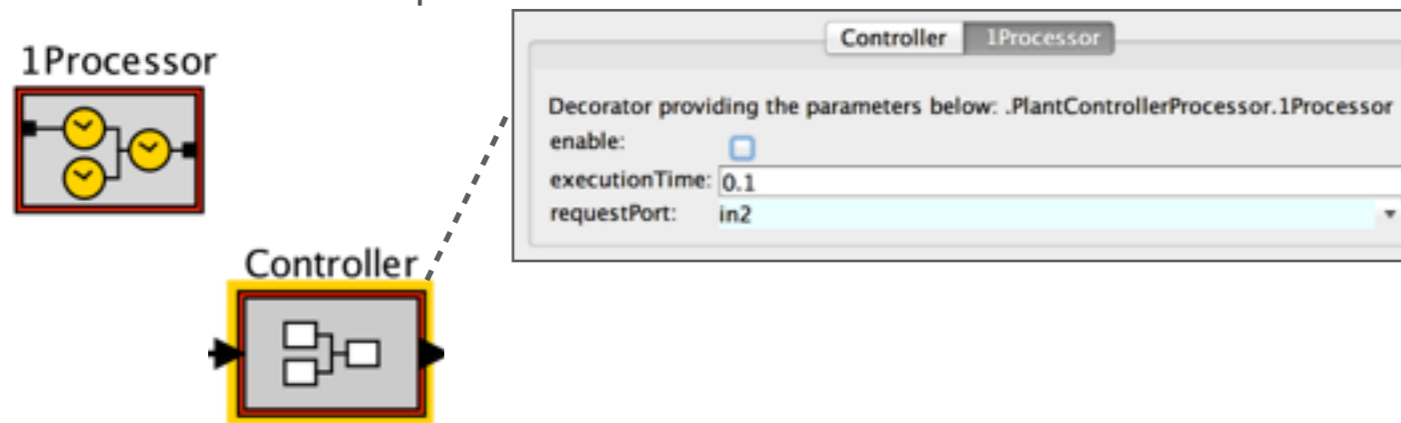 1Processor
Controller
Controller 1Processor
Decorator providing the parameters below: .PlantControllerProcessor.1Processor
enable:
executionTime: 0.1
requestPort: in2